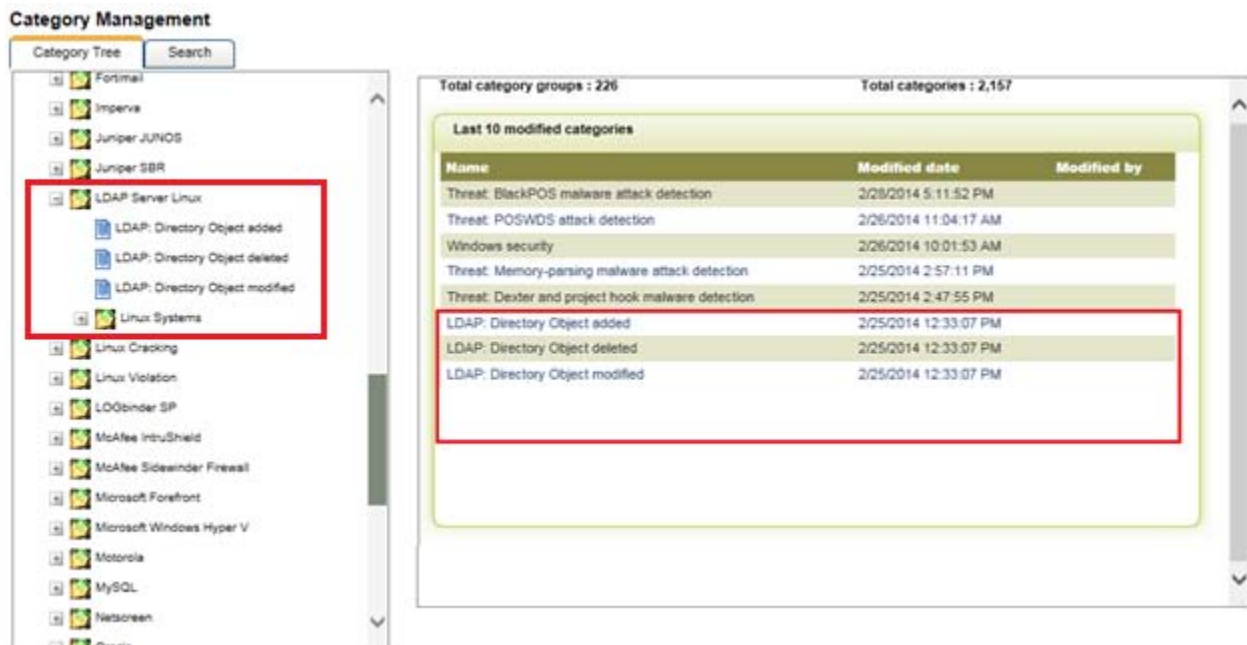 Category Management
Category Tree
Search
Fortimail
Imperva
Juniper JUNOS
Juniper SBR
LDAP Server Linux
LDAP: Directory Object added
LDAP: Directory Object deleted
LDAP: Directory Object modified
Linux Systems
Linux Cracking
Linux Violation
LOGbinder SP
McAfee IntruShield
McAfee Sidewinder Firewall
Microsoft Forefront
Microsoft Windows Hyper V
Motorola
MySQL
Netscreen
Total category groups : 226 Total categories : 2,157
Last 10 modified categories
Name Modified date Modified by
Threat: BlackPOS malware attack detection 2/28/2014 5:11:52 PM
Threat: POSWDS attack detection 2/26/2014 11:04:17 AM
Windows security 2/26/2014 10:01:53 AM
Threat: Memory-parsing malware attack detection 2/25/2014 2:57:11 PM
Threat: Dexter and project hook malware detection 2/25/2014 2:47:55 PM
LDAP: Directory Object added 2/25/2014 12:33:07 PM
LDAP: Directory Object deleted 2/25/2014 12:33:07 PM
LDAP: Directory Object modified 2/25/2014 12:33:07 PM